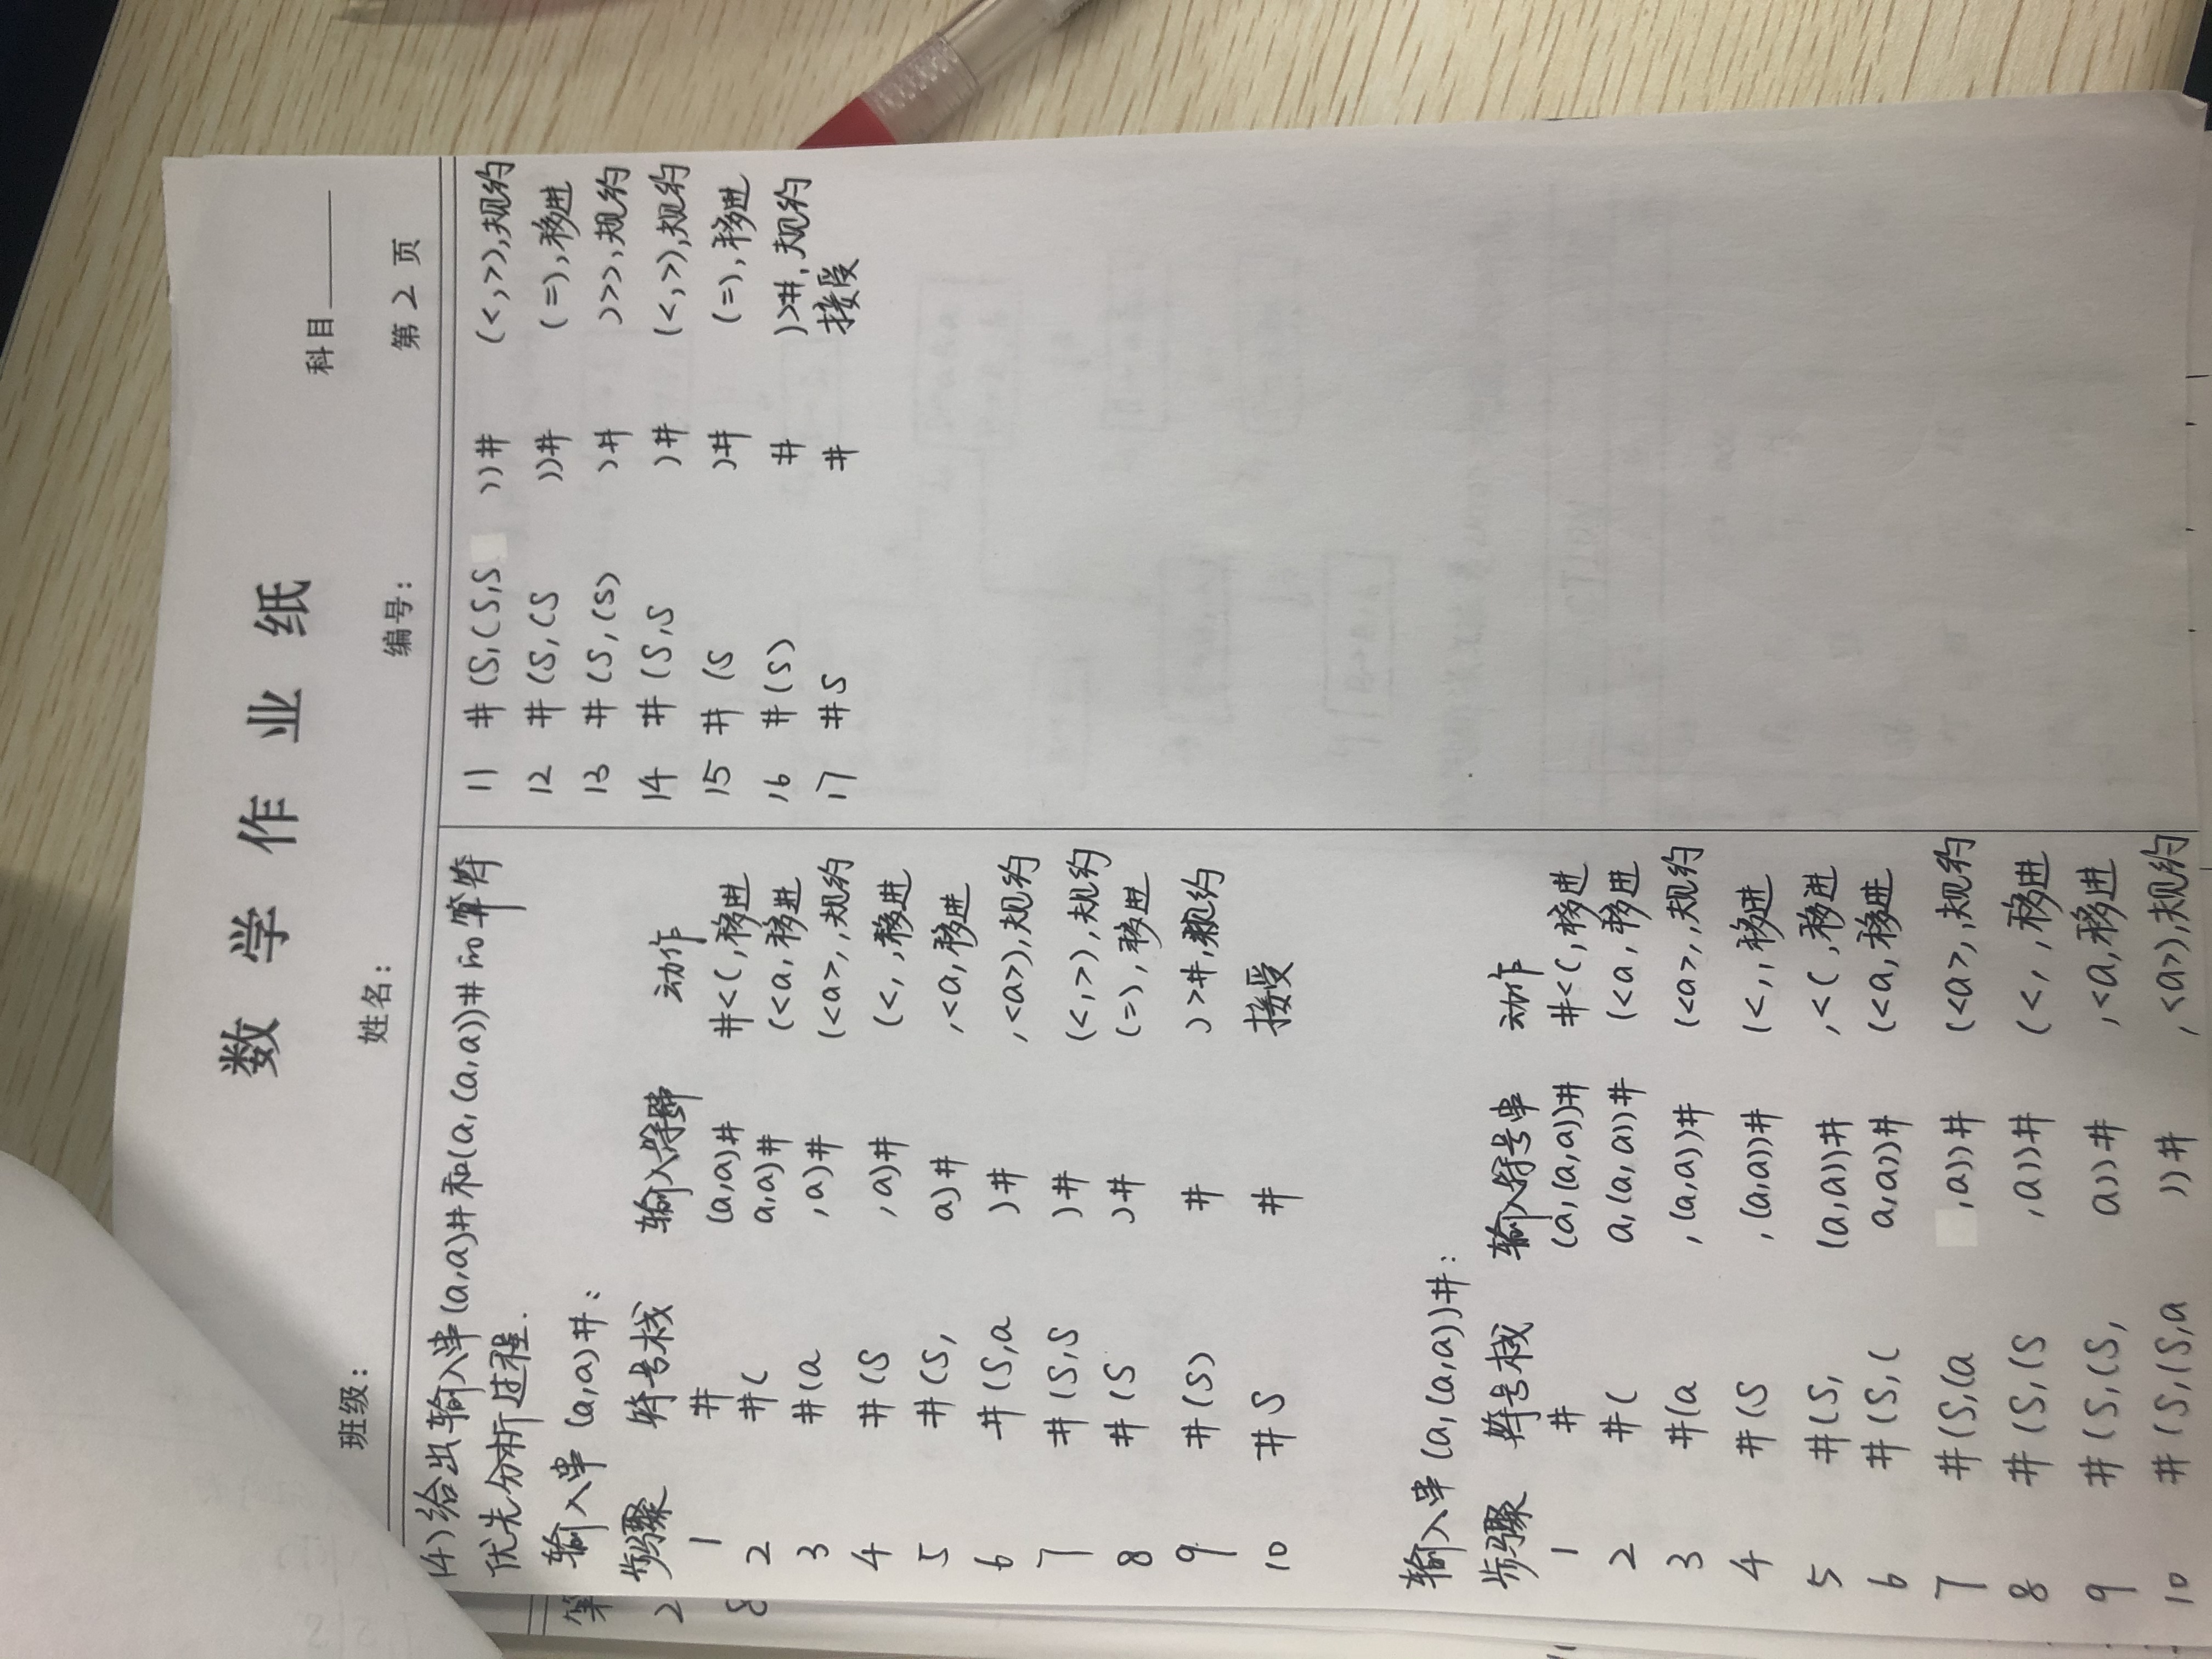 数学作业纸
科目
班级： 姓名： 编号： 第 2 页
(4) 给出输入串(a,a)#和(a,(a,a))#的算符
优先分析过程.
输入串 (a,a)#：
步骤 符号栈 输入符号串 动作
1 # (a,a)# #<(,移进
2 #( a,a)# (<a,移进
3 #(a ,a)# (<a>,,规约
4 #(S ,a)# (<,,移进
5 #(S, a)# ,<a,移进
6 #(S,a )# ,<a>),规约
7 #(S,S )# (<,>),规约
8 #(S )# (=),移进
9 #(S) # )>#,规约
10 #S # 接受
输入串(a,(a,a))#：
步骤 符号栈 输入符号串 动作
1 # (a,(a,a))# #<(,移进
2 #( a,(a,a))# (<a,移进
3 #(a ,(a,a))# (<a>,,规约
4 #(S ,(a,a))# (<,,移进
5 #(S, (a,a))# ,<(,移进
6 #(S,( a,a))# (<a,移进
7 #(S,(a ,a))# (<a>,,规约
8 #(S,(S ,a))# (<,,移进
9 #(S,(S, a))# ,<a,移进
10 #(S,(S,a ))# ,<a>),规约
11 #(S,(S,S ))# (<,>),规约
12 #(S,(S ))# (=),移进
13 #(S,(S) )# )>),规约
14 #(S,S )# (<,>),规约
15 #(S )# (=),移进
16 #(S) # )>#,规约
17 #S # 接受
第
2
8